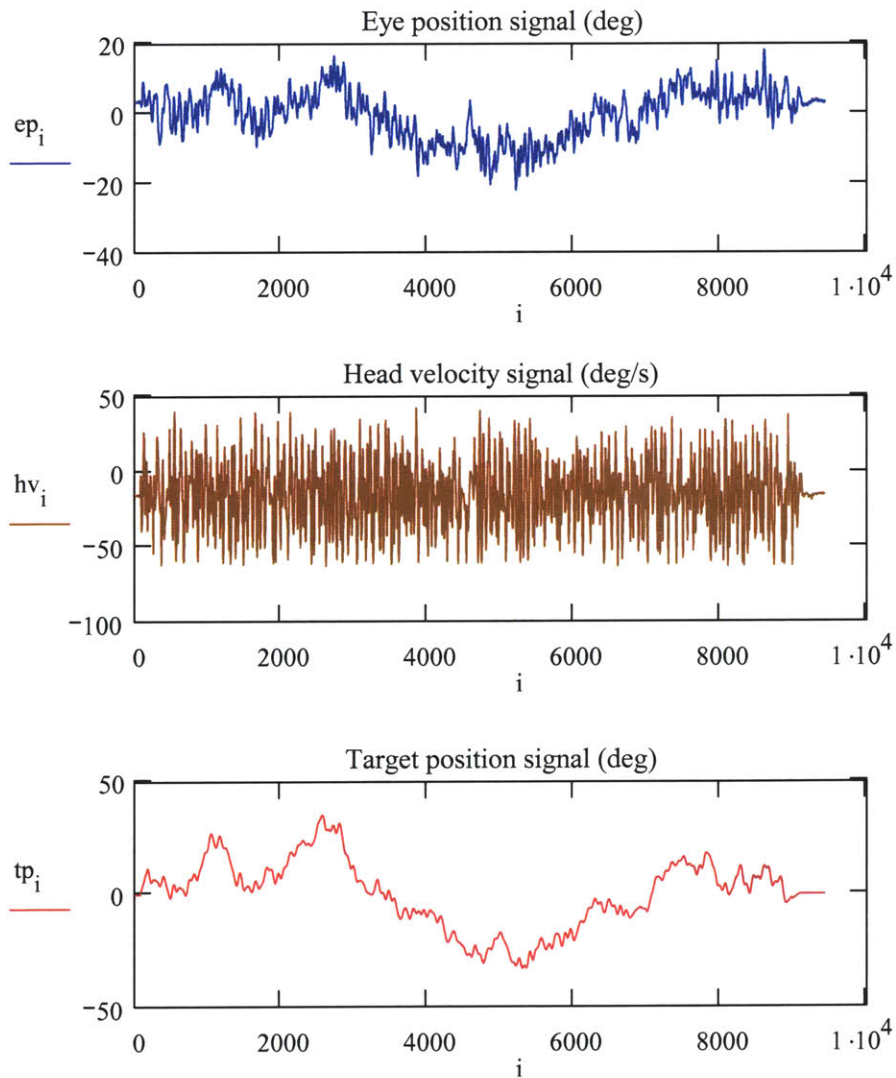 Eye position signal (deg)
20
0
−20
−40
ep_i
0 2000 4000 6000 8000 1·10^4
i
Head velocity signal (deg/s)
50
0
−50
−100
hv_i
0 2000 4000 6000 8000 1·10^4
i
Target position signal (deg)
50
0
−50
tp_i
0 2000 4000 6000 8000 1·10^4
i